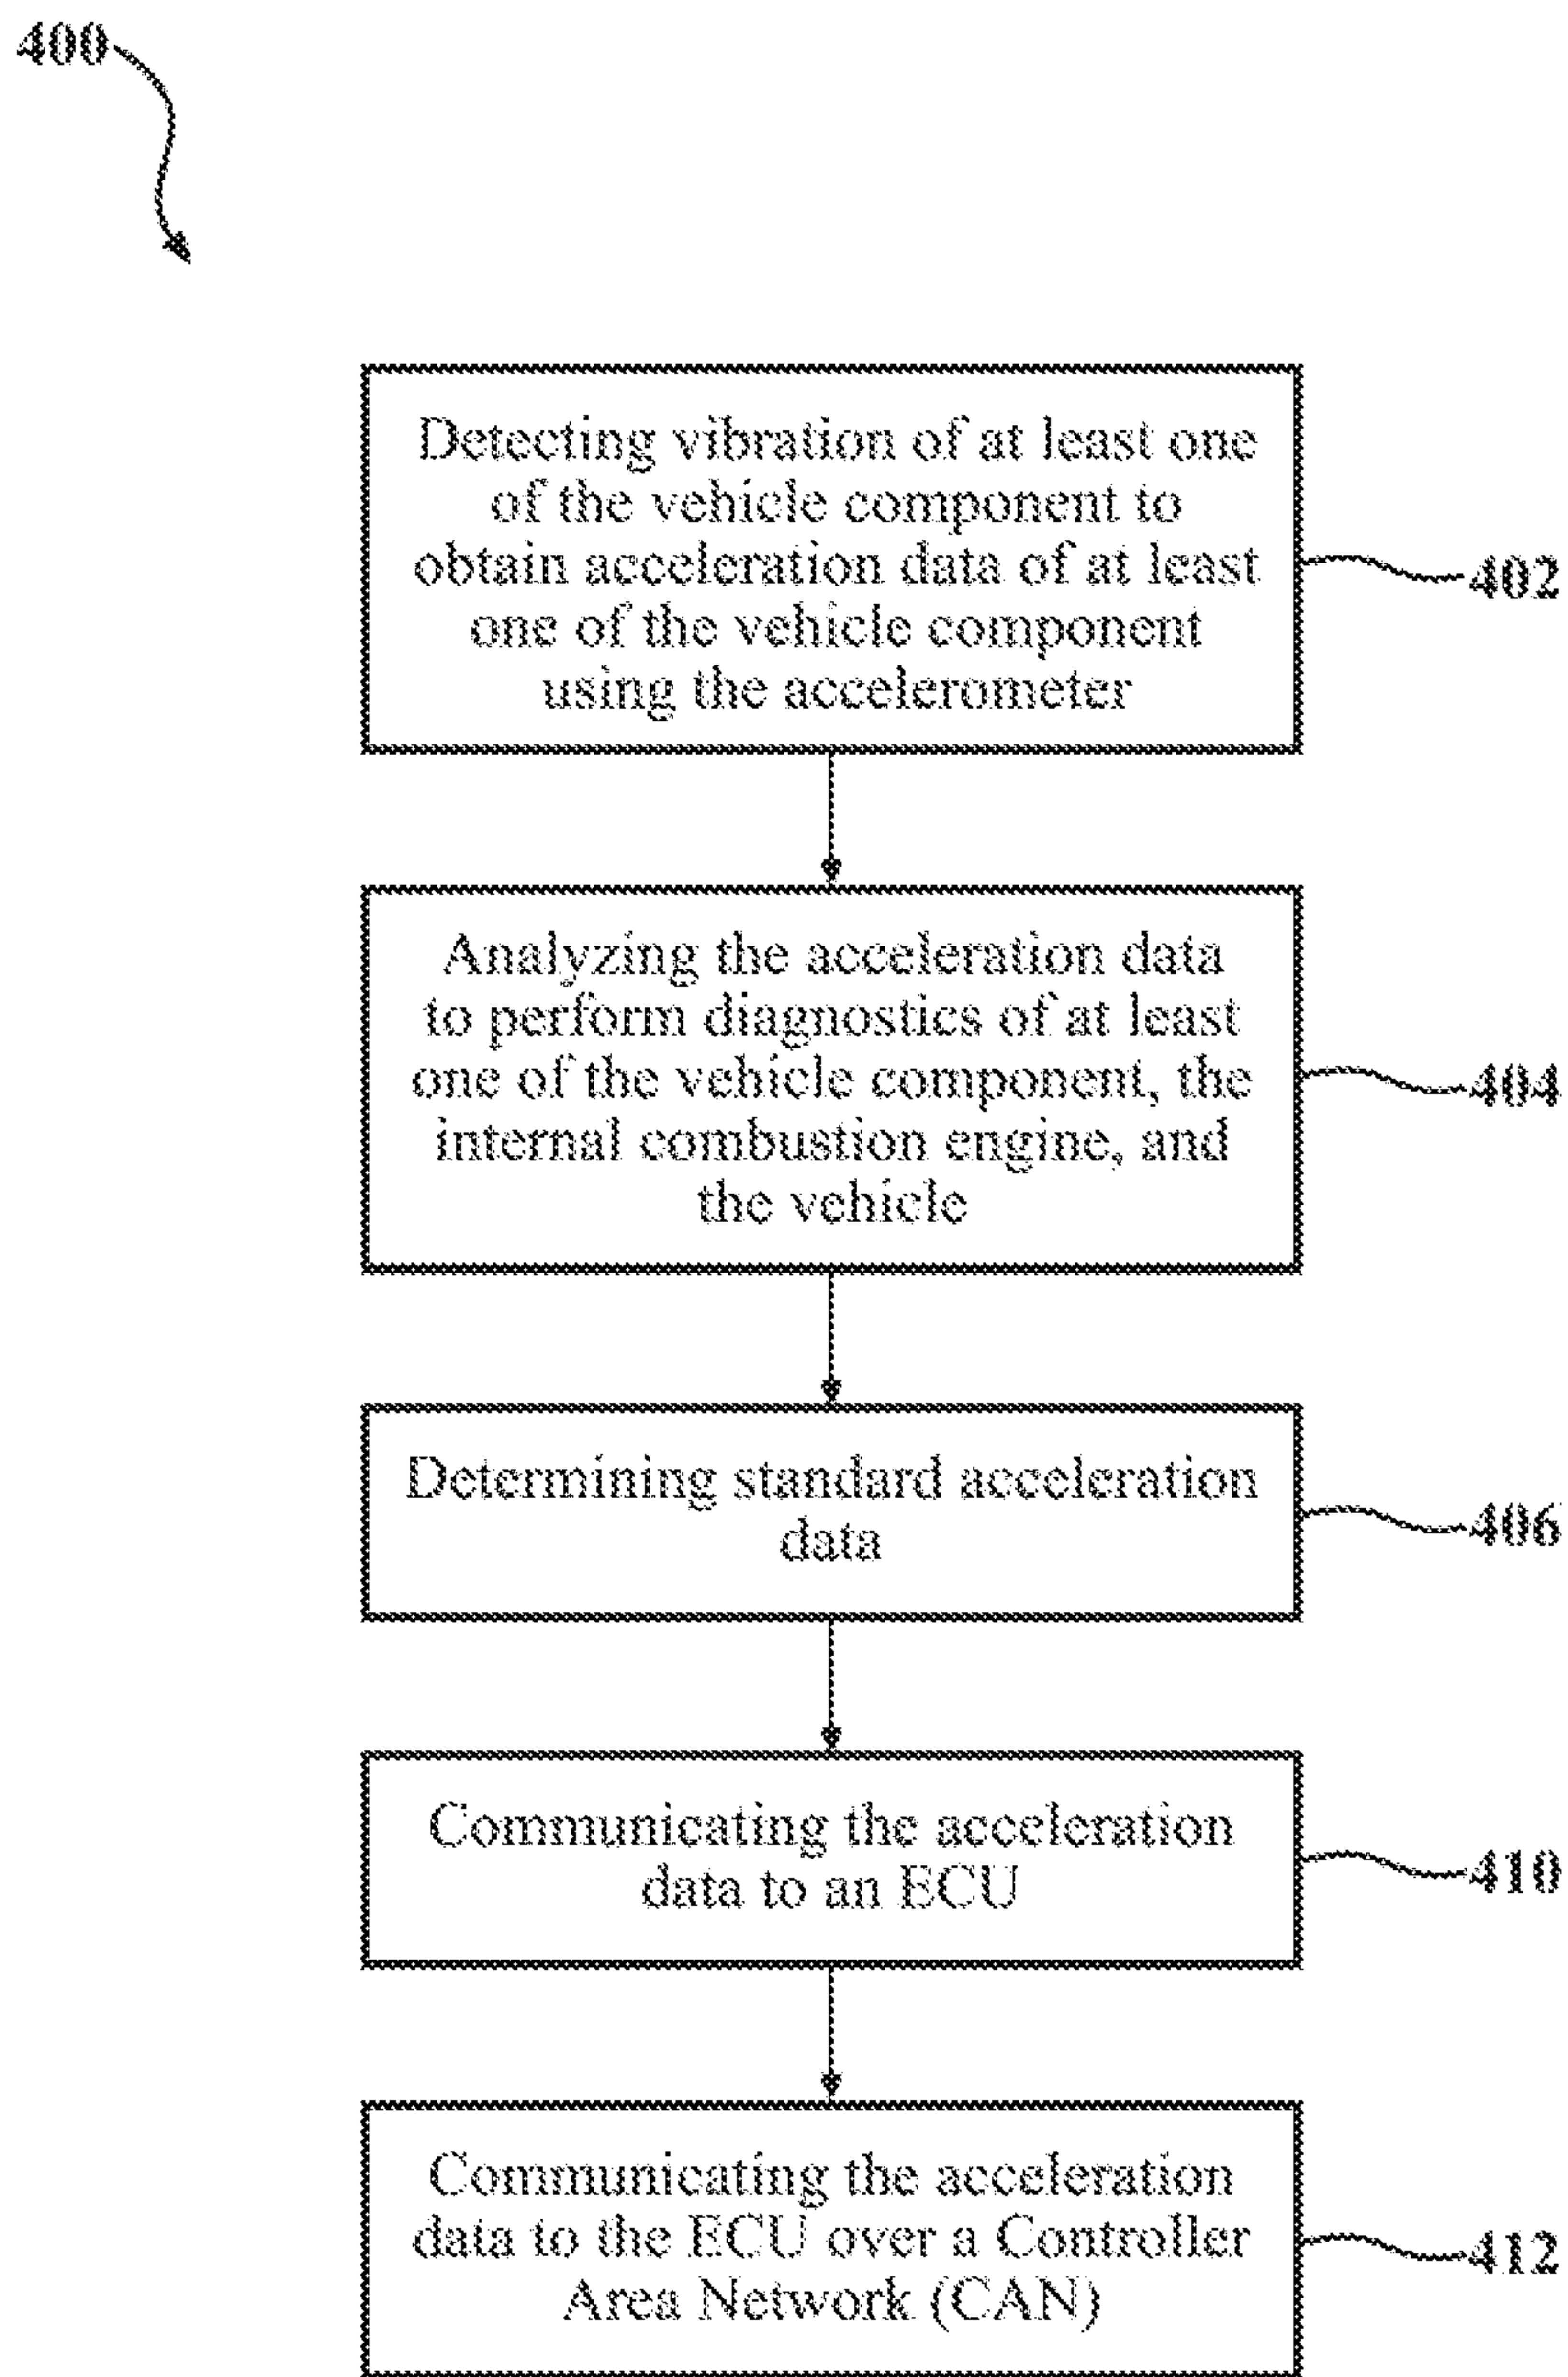 400
Detecting vibration of at least one
of the vehicle component to
obtain acceleration data of at least
one of the vehicle component
using the accelerometer
402
Analyzing the acceleration data
to perform diagnostics of at least
one of the vehicle component, the
internal combustion engine, and
the vehicle
404
Determining standard acceleration
data
406
Communicating the acceleration
data to an ECU
410
Communicating the acceleration
data to the ECU over a Controller
Area Network (CAN)
412